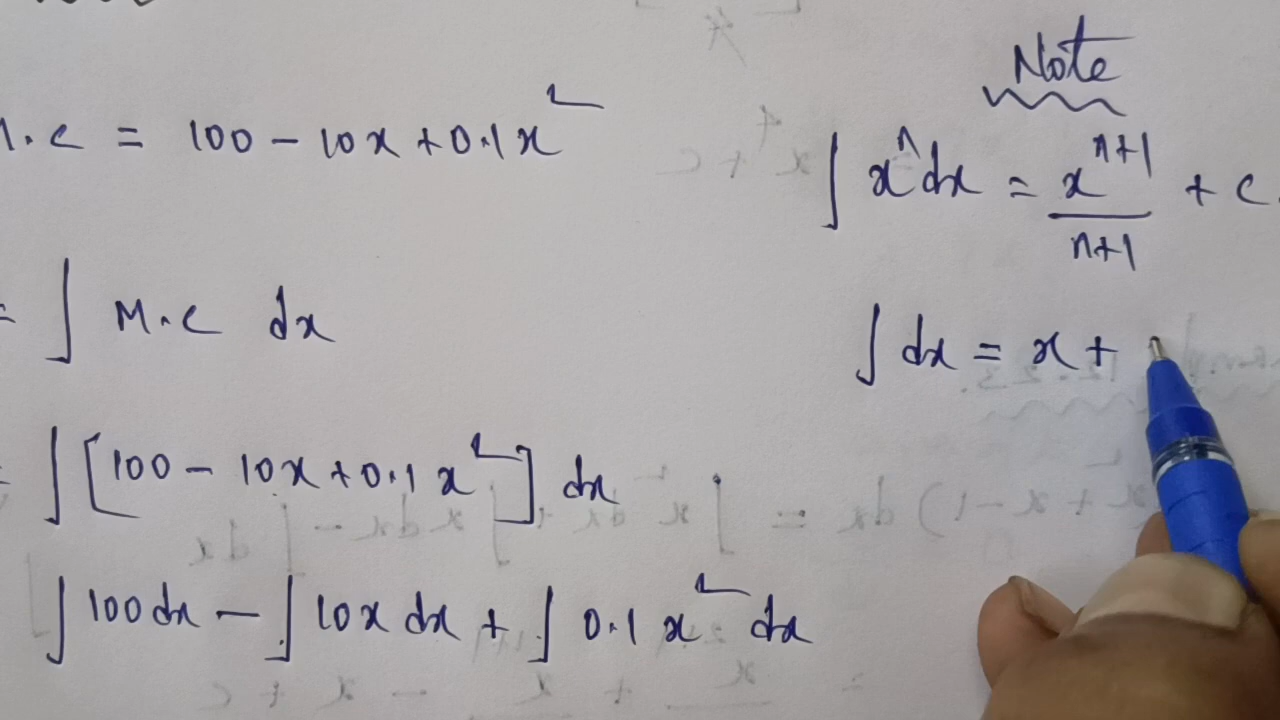 M.C = 100 - 10x + 0.1x²
= ∫ M.C dx
= ∫ [100 - 10x + 0.1x²] dx
∫ 100 dx - ∫ 10x dx + ∫ 0.1x² dx
Note
∫ xⁿ dx = xⁿ⁺¹/n+1 + c.
∫ dx = x +